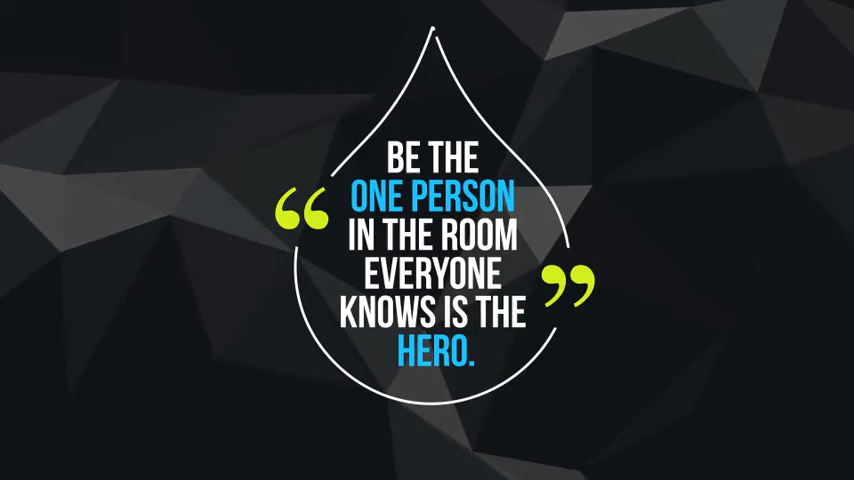 “BE THE
ONE PERSON
IN THE ROOM
EVERYONE
KNOWS IS THE
HERO.”